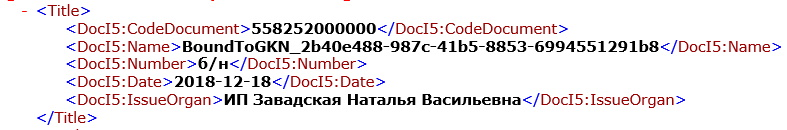 - <Title>
<DocI5:CodeDocument>558252000000</DocI5:CodeDocument>
<DocI5:Name>BoundToGKN_2b40e488-987c-41b5-8853-6994551291b8</DocI5:Name>
<DocI5:Number>б/н</DocI5:Number>
<DocI5:Date>2018-12-18</DocI5:Date>
<DocI5:IssueOrgan>ИП Завадская Наталья Васильевна</DocI5:IssueOrgan>
</Title>